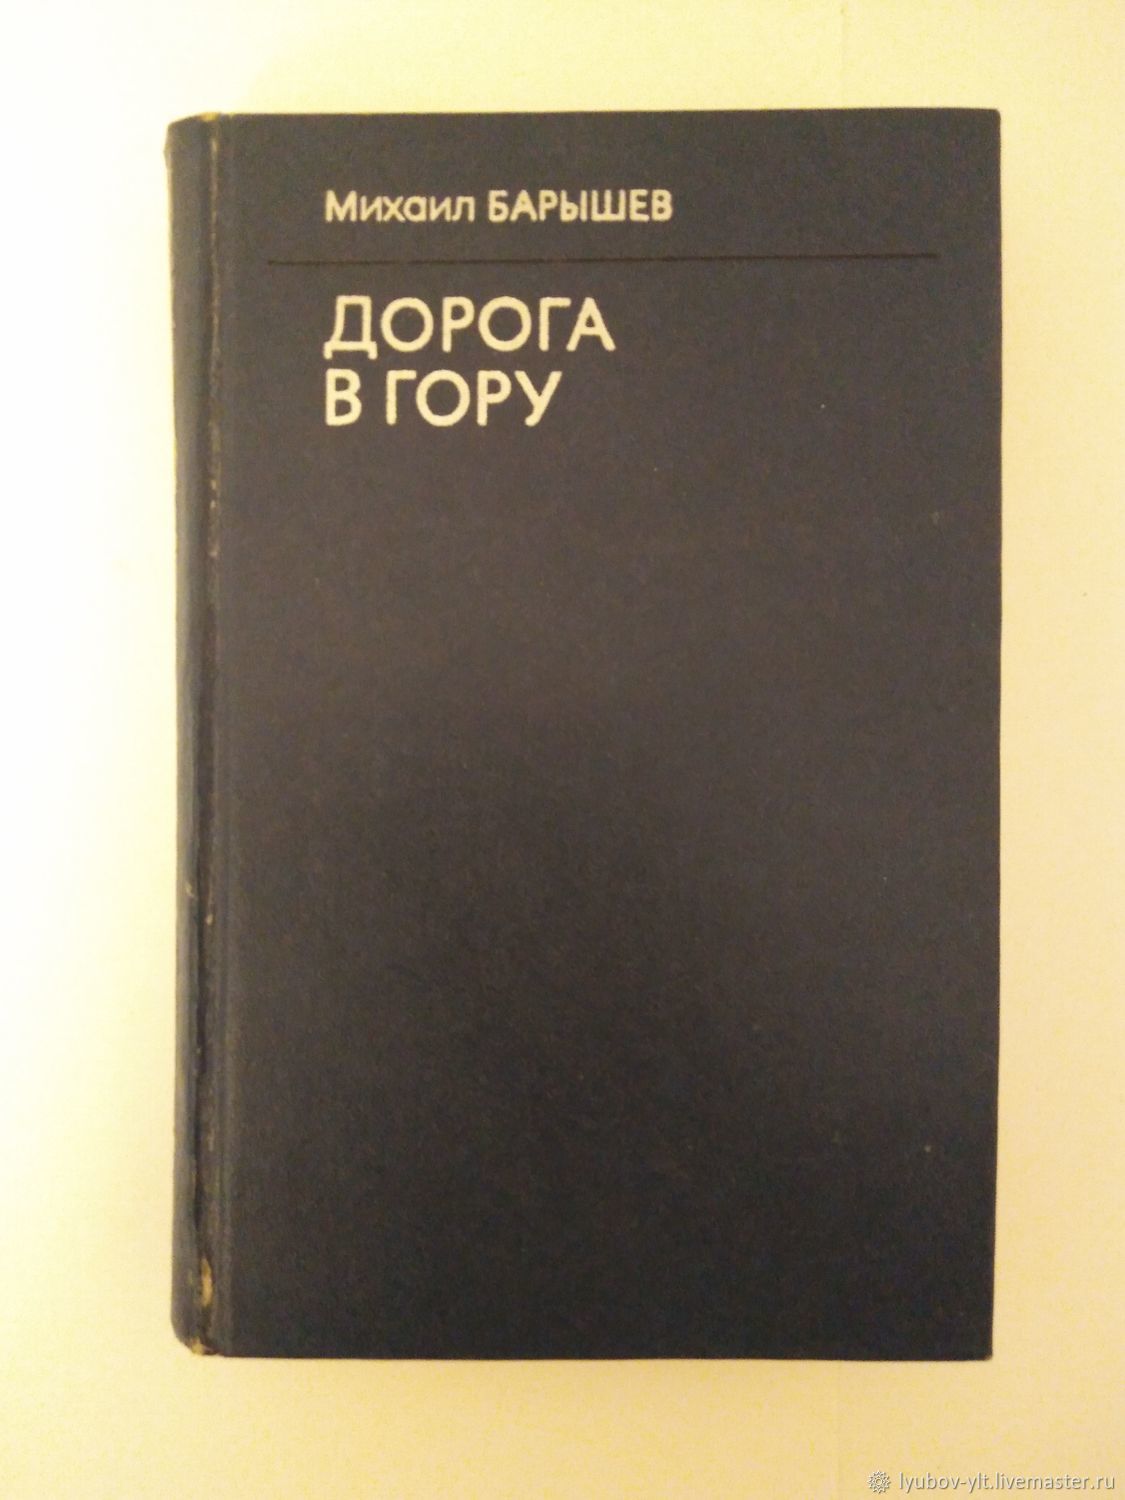 Михаил БАРЫШЕВ
ДОРОГА
В ГОРУ
lyubov-ylt.livemaster.ru